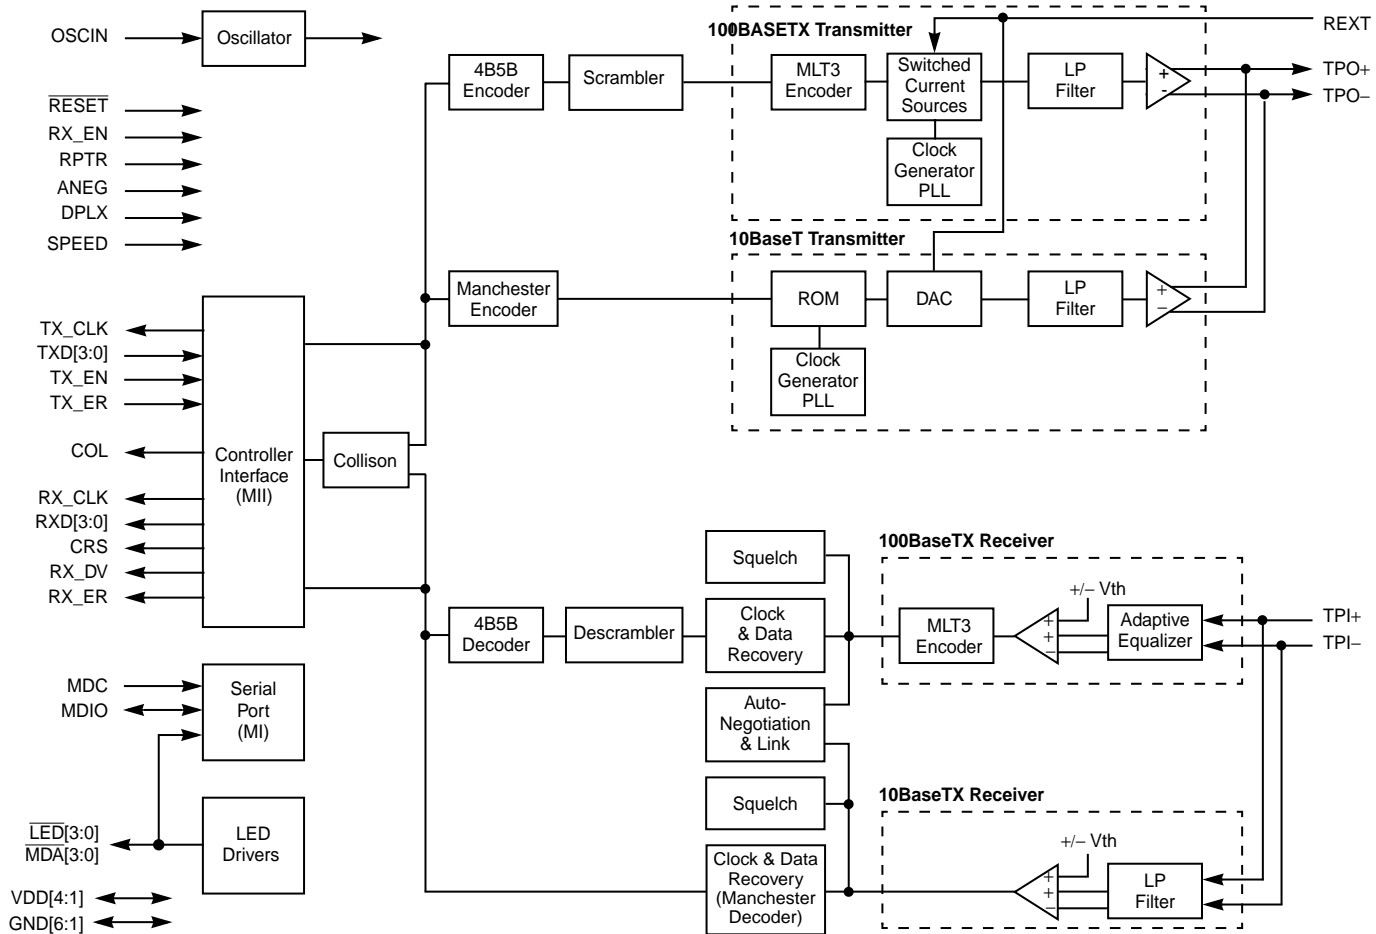 OSCIN
Oscillator
RESET
RX_EN
RPTR
ANEG
DPLX
SPEED
TX_CLK
TXD[3:0]
TX_EN
TX_ER
COL
RX_CLK
RXD[3:0]
CRS
RX_DV
RX_ER
Controller
Interface
(MII)
Collison
MDC
MDIO
Serial
Port
(MI)
LED[3:0]
MDA[3:0]
LED
Drivers
VDD[4:1]
GND[6:1]
4B5B
Encoder
Scrambler
100BASETX Transmitter
MLT3
Encoder
Switched
Current
Sources
Clock
Generator
PLL
LP
Filter
+
-
REXT
TPO+
TPO–
Manchester
Encoder
10BaseT Transmitter
ROM
DAC
Clock
Generator
PLL
LP
Filter
+
–
4B5B
Decoder
Descrambler
Squelch
Clock
& Data
Recovery
Auto-
Negotiation
& Link
Squelch
Clock & Data
Recovery
(Manchester
Decoder)
100BaseTX Receiver
MLT3
Encoder
+/– Vth
+
+
–
Adaptive
Equalizer
TPI+
TPI–
10BaseTX Receiver
+/– Vth
+
+
–
LP
Filter